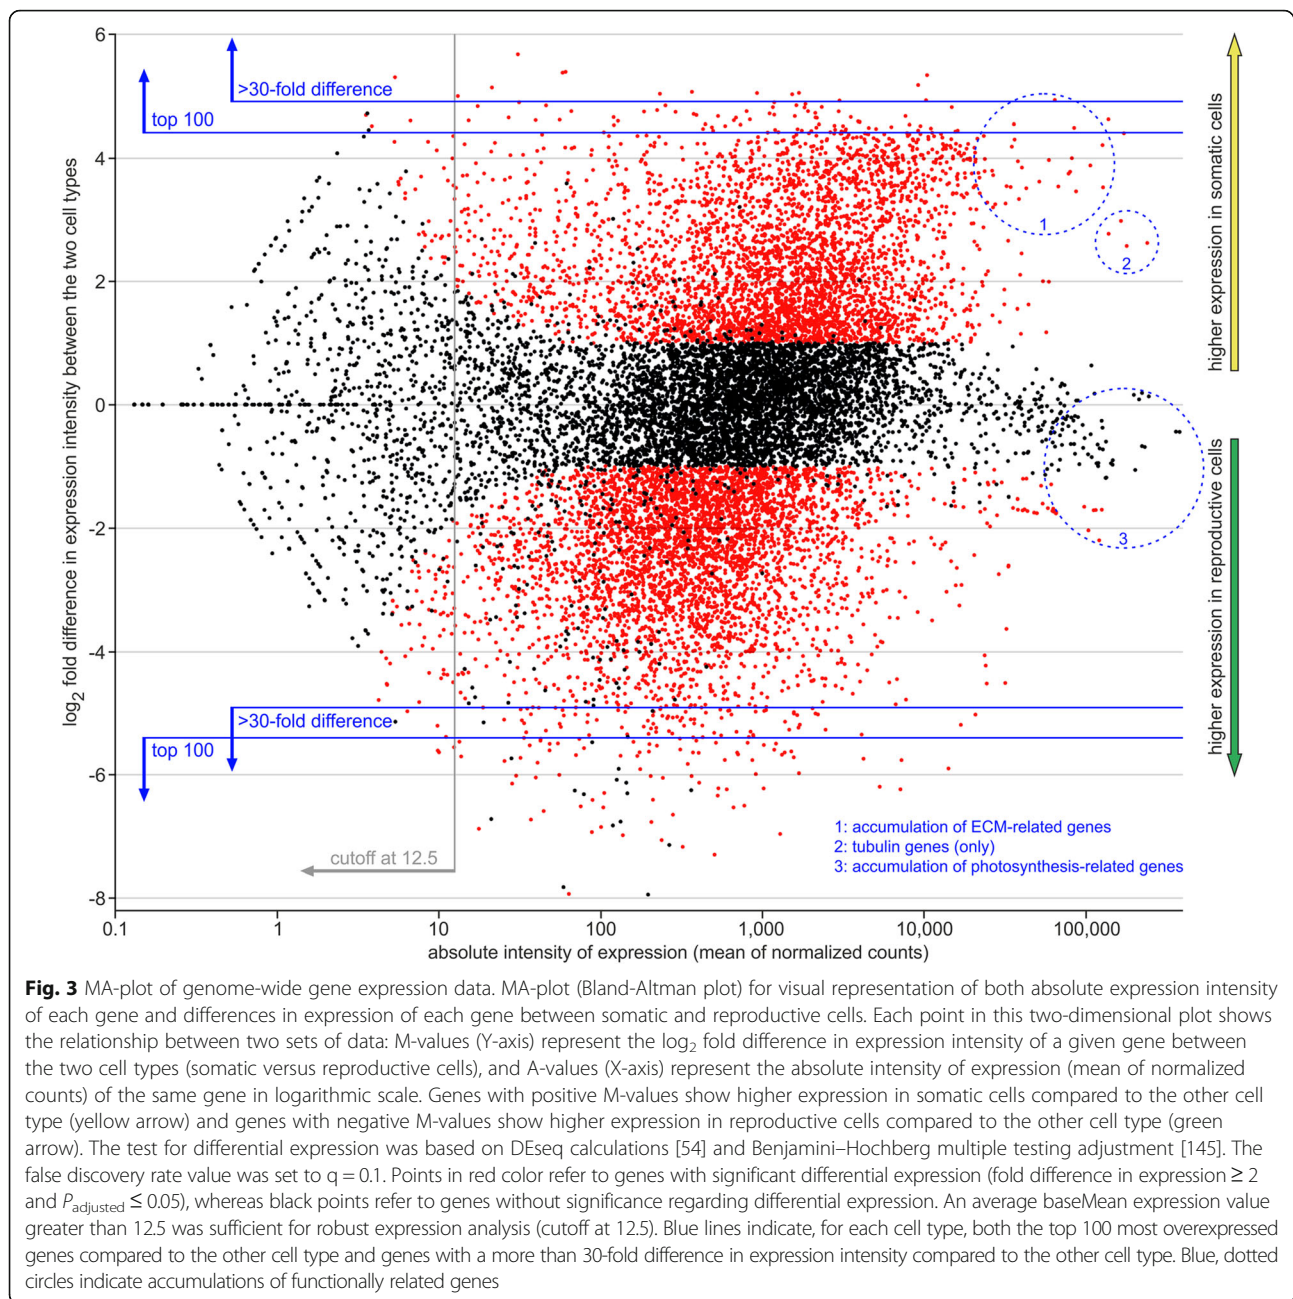 6
4
2
0
-2
-4
-6
-8
log2 fold difference in expression intensity between the two cell types
>30-fold difference
top 100
1
2
3
>30-fold difference
top 100
cutoff at 12.5
1: accumulation of ECM-related genes
2: tubulin genes (only)
3: accumulation of photosynthesis-related genes
higher expression in somatic cells
higher expression in reproductive cells
0.1 1 10 100 1,000 10,000 100,000
absolute intensity of expression (mean of normalized counts)
Fig. 3 MA-plot of genome-wide gene expression data. MA-plot (Bland-Altman plot) for visual representation of both absolute expression intensity
of each gene and differences in expression of each gene between somatic and reproductive cells. Each point in this two-dimensional plot shows
the relationship between two sets of data: M-values (Y-axis) represent the log2 fold difference in expression intensity of a given gene between
the two cell types (somatic versus reproductive cells), and A-values (X-axis) represent the absolute intensity of expression (mean of normalized
counts) of the same gene in logarithmic scale. Genes with positive M-values show higher expression in somatic cells compared to the other cell
type (yellow arrow) and genes with negative M-values show higher expression in reproductive cells compared to the other cell type (green
arrow). The test for differential expression was based on DEseq calculations [54] and Benjamini–Hochberg multiple testing adjustment [145]. The
false discovery rate value was set to q = 0.1. Points in red color refer to genes with significant differential expression (fold difference in expression ≥ 2
and Padjusted ≤ 0.05), whereas black points refer to genes without significance regarding differential expression. An average baseMean expression value
greater than 12.5 was sufficient for robust expression analysis (cutoff at 12.5). Blue lines indicate, for each cell type, both the top 100 most overexpressed
genes compared to the other cell type and genes with a more than 30-fold difference in expression intensity compared to the other cell type. Blue, dotted
circles indicate accumulations of functionally related genes